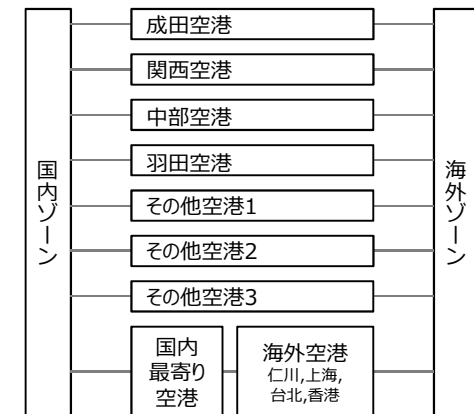 成田空港
関西空港
中部空港
羽田空港
その他空港1
その他空港2
その他空港3
国内ゾーン
海外ゾーン
国内
最寄り
空港
海外空港
仁川,上海,
台北,香港